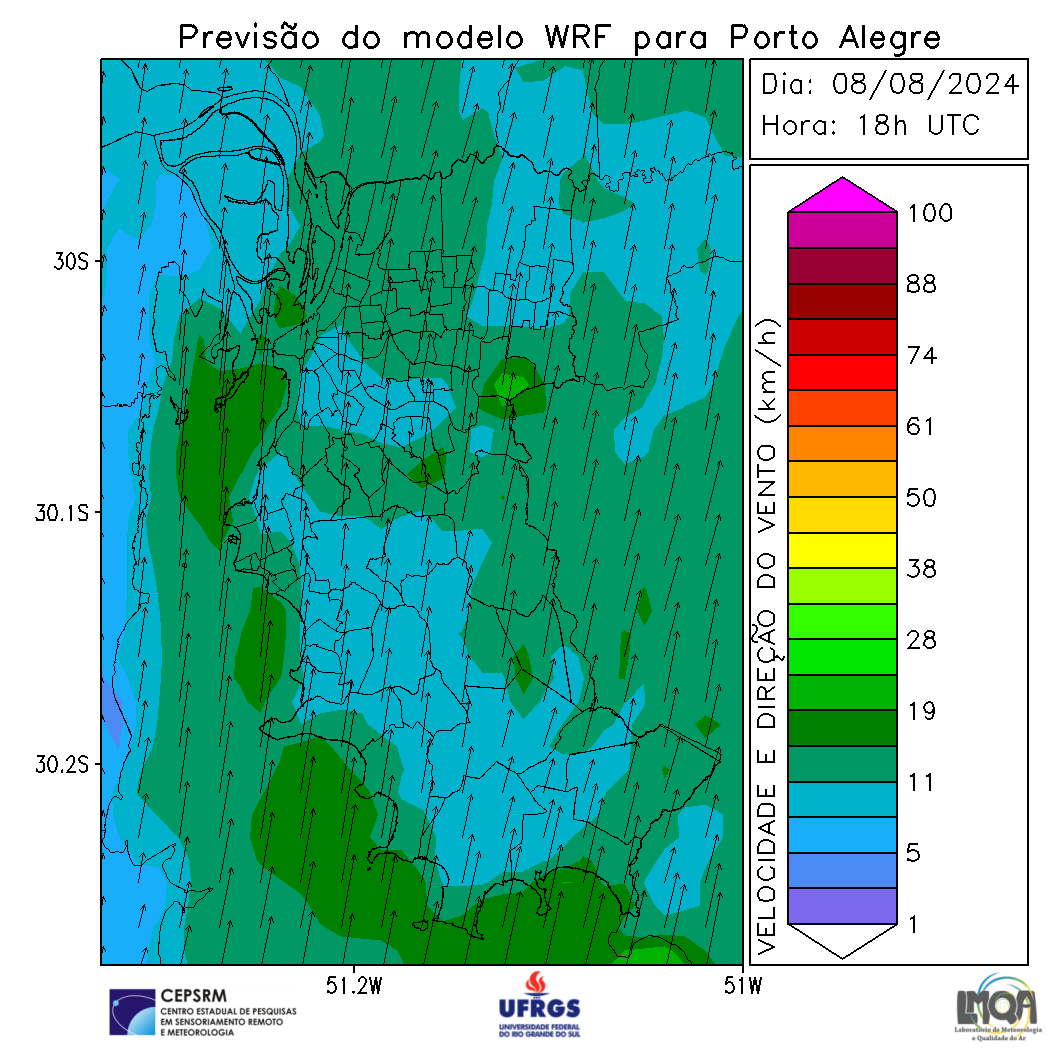 Previsão do modelo WRF para Porto Alegre
Dia: 08/08/2024
Hora: 18h UTC
30S
30.1S
30.2S
51.2W
51W
VELOCIDADE E DIREÇÃO DO VENTO (km/h)
100
88
74
61
50
38
28
19
11
5
1
CEPSRM
CENTRO ESTADUAL DE PESQUISAS
EM SENSORIAMENTO REMOTO
E METEOROLOGIA
UFRGS
UNIVERSIDADE FEDERAL
DO RIO GRANDE DO SUL
LMQA
Laboratório de Meteorologia
e Qualidade do Ar